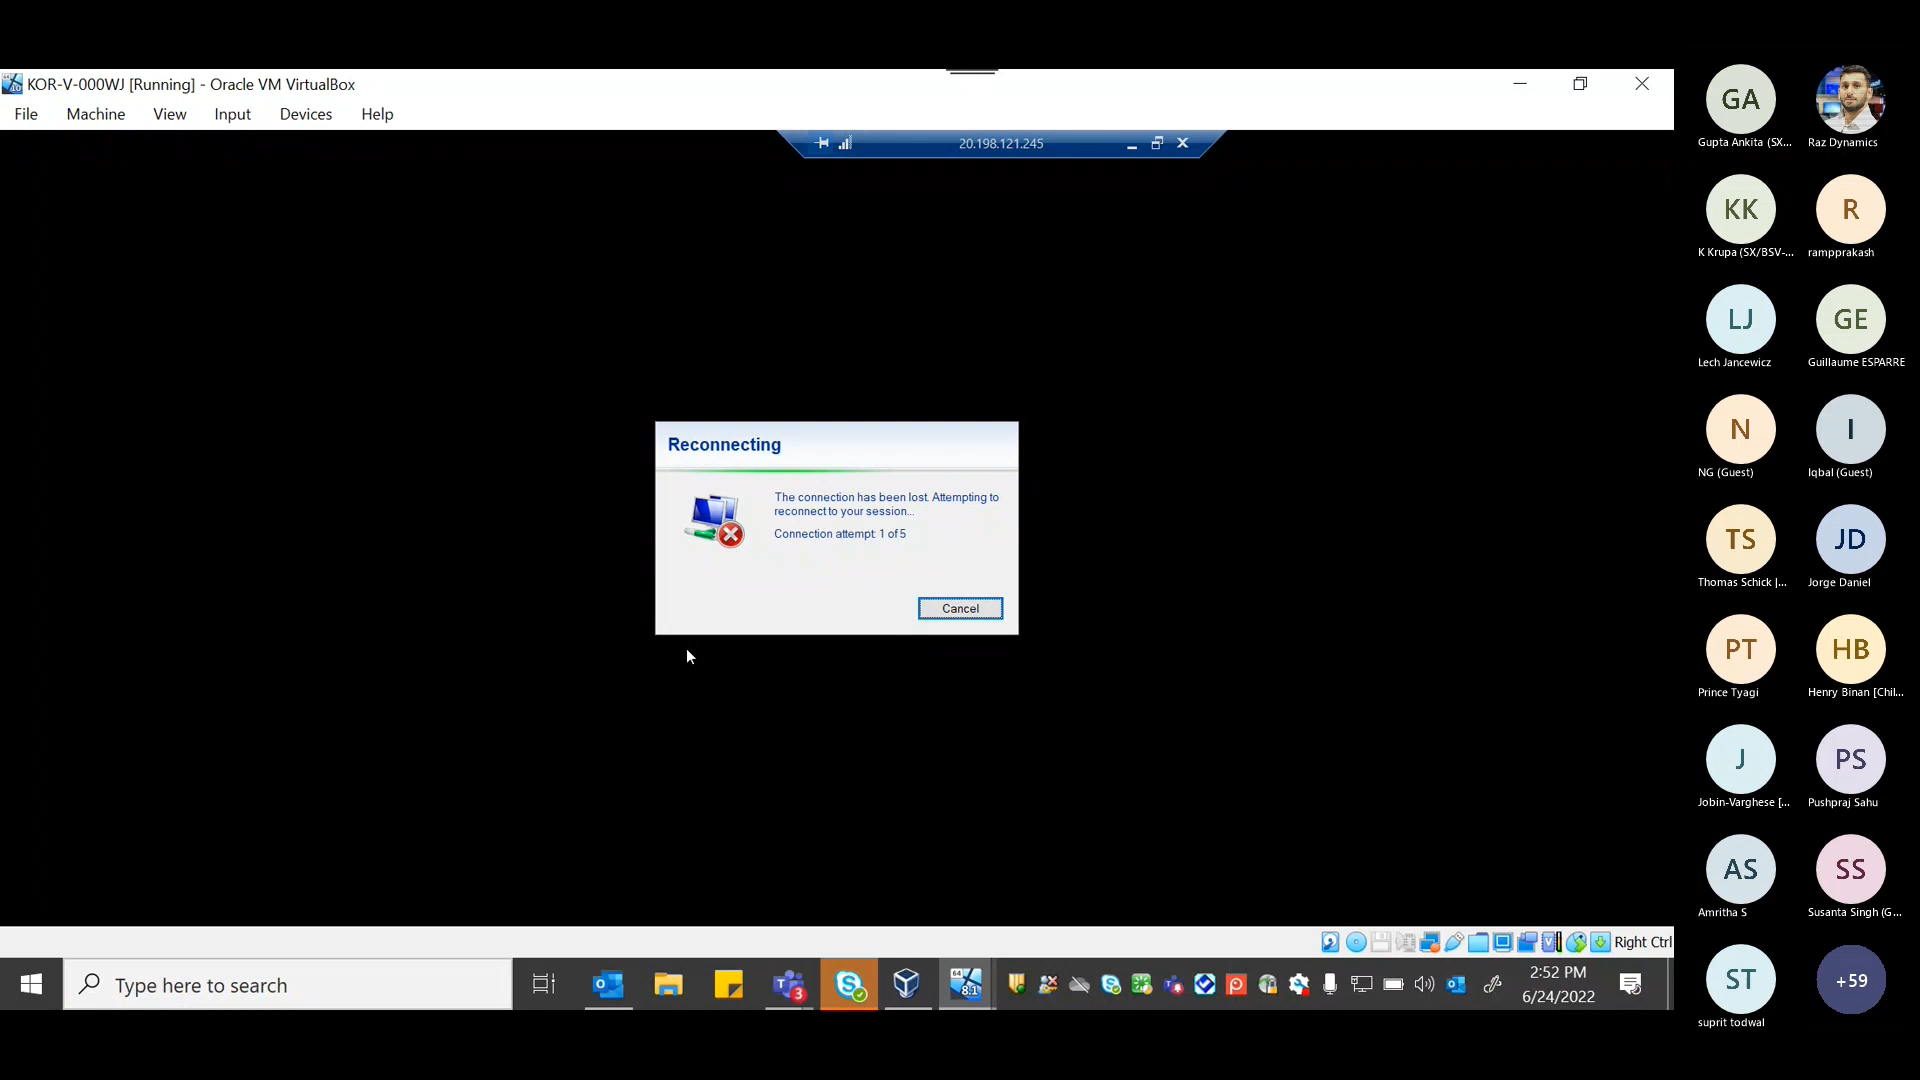 KOR-V-000WJ [Running] - Oracle VM VirtualBox
File Machine View Input Devices Help
20.198.121.245
Reconnecting
The connection has been lost. Attempting to
reconnect to your session...
Connection attempt: 1 of 5
Cancel
Right Ctrl
Type here to search
3
64
8.1
2:52 PM
6/24/2022
GA
Gupta Ankita (SX...
Raz Dynamics
KK
K Krupa (SX/BSV-...
R
rampprakash
LJ
Lech Jancewicz
GE
Guillaume ESPARRE
N
NG (Guest)
I
Iqbal (Guest)
TS
Thomas Schick [...
JD
Jorge Daniel
PT
Prince Tyagi
HB
Henry Binan [Chil...
J
Jobin-Varghese [...
PS
Pushpraj Sahu
AS
Amritha S
SS
Susanta Singh (G...
ST
suprit todwal
+59